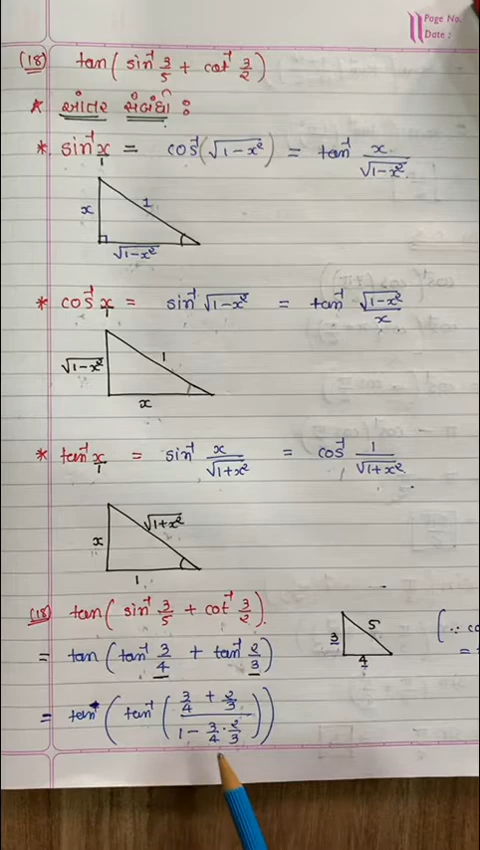 Page No.
Date :
(18) tan(sin⁻¹ 3/5 + cot⁻¹ 3/2)
* આંતર સંબંધો :
* sin⁻¹ x/1 = cos⁻¹(√(1-x²)) = tan⁻¹ x/√(1-x²)
x 1
√(1-x²)
* cos⁻¹ x/1 = sin⁻¹ √(1-x²) = tan⁻¹ √(1-x²)/x
√(1-x²) 1
x
* tan⁻¹ x/1 = sin⁻¹ x/√(1+x²) = cos⁻¹ 1/√(1+x²)
x √(1+x²)
1
(18) tan(sin⁻¹ 3/5 + cot⁻¹ 3/2).
= tan(tan⁻¹ 3/4 + tan⁻¹ 2/3)
3 5
4
(∵ co
=
= tan(tan⁻¹((3/4 + 2/3)/(1 - 3/4 · 2/3)))